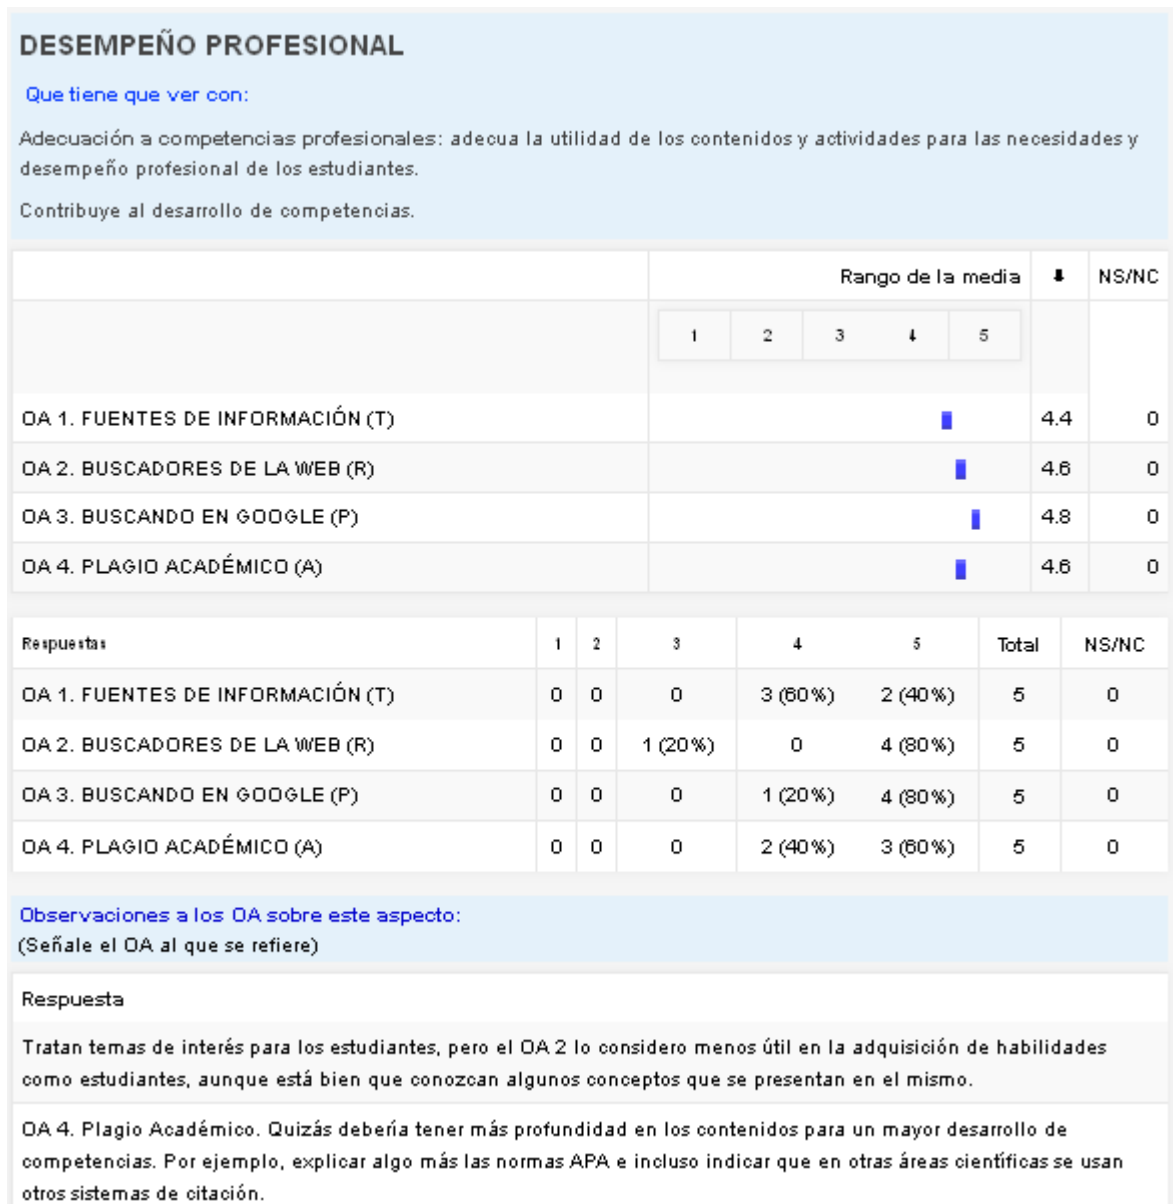 DESEMPEÑO PROFESIONAL
Que tiene que ver con:
Adecuación a competencias profesionales: adecua la utilidad de los contenidos y actividades para las necesidades y
desempeño profesional de los estudiantes.
Contribuye al desarrollo de competencias.
Rango de la media ⬇ NS/NC
1 2 3 4 5
OA 1. FUENTES DE INFORMACIÓN (T) 4.4 0
OA 2. BUSCADORES DE LA WEB (R) 4.6 0
OA 3. BUSCANDO EN GOOGLE (P) 4.8 0
OA 4. PLAGIO ACADÉMICO (A) 4.6 0
Respuestas 1 2 3 4 5 Total NS/NC
OA 1. FUENTES DE INFORMACIÓN (T) 0 0 0 3 (60%) 2 (40%) 5 0
OA 2. BUSCADORES DE LA WEB (R) 0 0 1 (20%) 0 4 (80%) 5 0
OA 3. BUSCANDO EN GOOGLE (P) 0 0 0 1 (20%) 4 (80%) 5 0
OA 4. PLAGIO ACADÉMICO (A) 0 0 0 2 (40%) 3 (60%) 5 0
Observaciones a los OA sobre este aspecto:
(Señale el OA al que se refiere)
Respuesta
Tratan temas de interés para los estudiantes, pero el OA 2 lo considero menos útil en la adquisición de habilidades
como estudiantes, aunque está bien que conozcan algunos conceptos que se presentan en el mismo.
OA 4. Plagio Académico. Quizás debería tener más profundidad en los contenidos para un mayor desarrollo de
competencias. Por ejemplo, explicar algo más las normas APA e incluso indicar que en otras áreas científicas se usan
otros sistemas de citación.